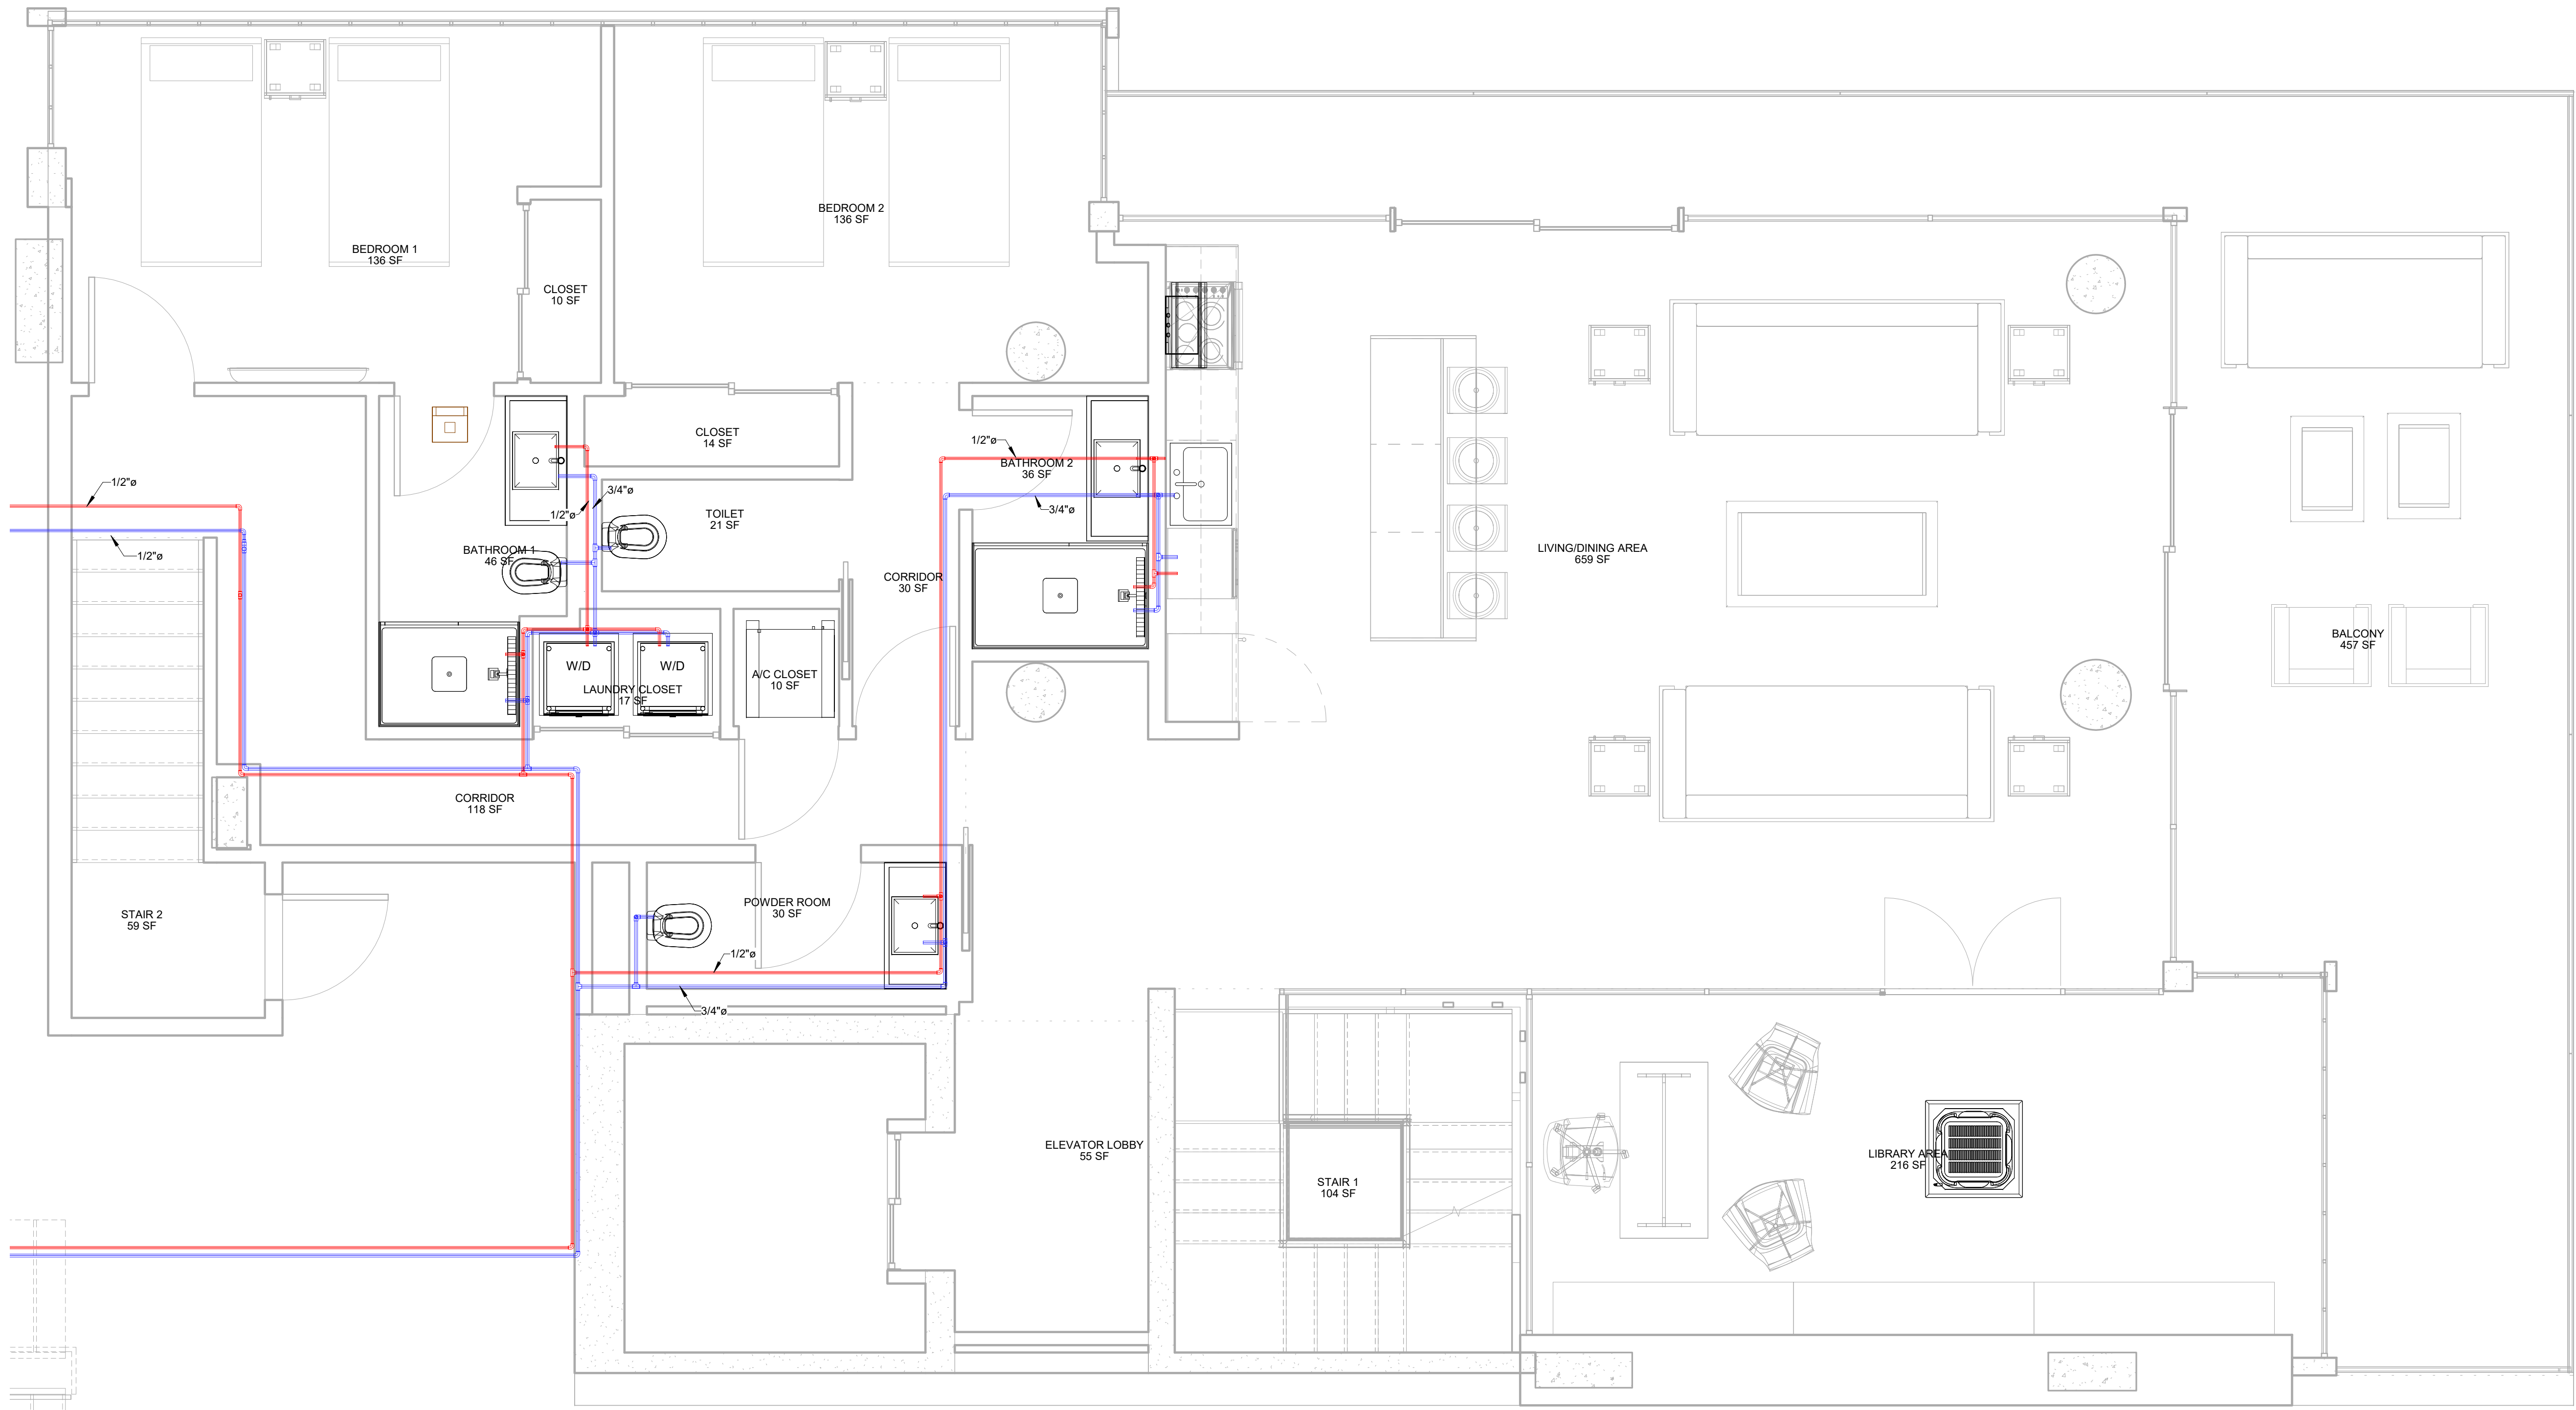 BEDROOM 2
136 SF
BEDROOM 1
136 SF
CLOSET
10 SF
CLOSET
14 SF
1/2"ø
BATHROOM 2
36 SF
1/2"ø
3/4"ø
1/2"ø
3/4"ø
TOILET
21 SF
1/2"ø
BATHROOM 1
46 SF
LIVING/DINING AREA
659 SF
CORRIDOR
30 SF
BALCONY
457 SF
W/D
W/D
A/C CLOSET
10 SF
LAUNDRY CLOSET
17 SF
CORRIDOR
118 SF
POWDER ROOM
30 SF
STAIR 2
59 SF
1/2"ø
3/4"ø
ELEVATOR LOBBY
55 SF
LIBRARY AREA
216 SF
STAIR 1
104 SF